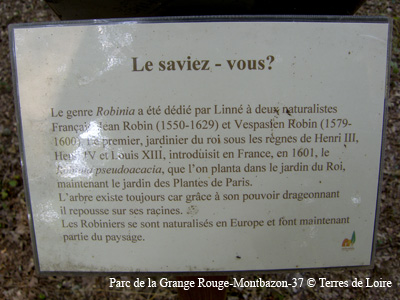 Le saviez - vous?
Le genre Robinia a été dédié par Linné à deux naturalistes
Français Jean Robin (1550-1629) et Vespasien Robin (1579-
1600). Le premier, jardinier du roi sous les règnes de Henri III,
Henri IV et Louis XIII, introduisit en France, en 1601, le
Robinia pseudoacacia, que l'on planta dans le jardin du Roi,
maintenant le jardin des Plantes de Paris.
L'arbre existe toujours car grâce à son pouvoir drageonnant
il repousse sur ses racines.
Les Robiniers se sont naturalisés en Europe et font maintenant
partie du paysage.
Parc de la Grange Rouge-Montbazon-37 © Terres de Loire